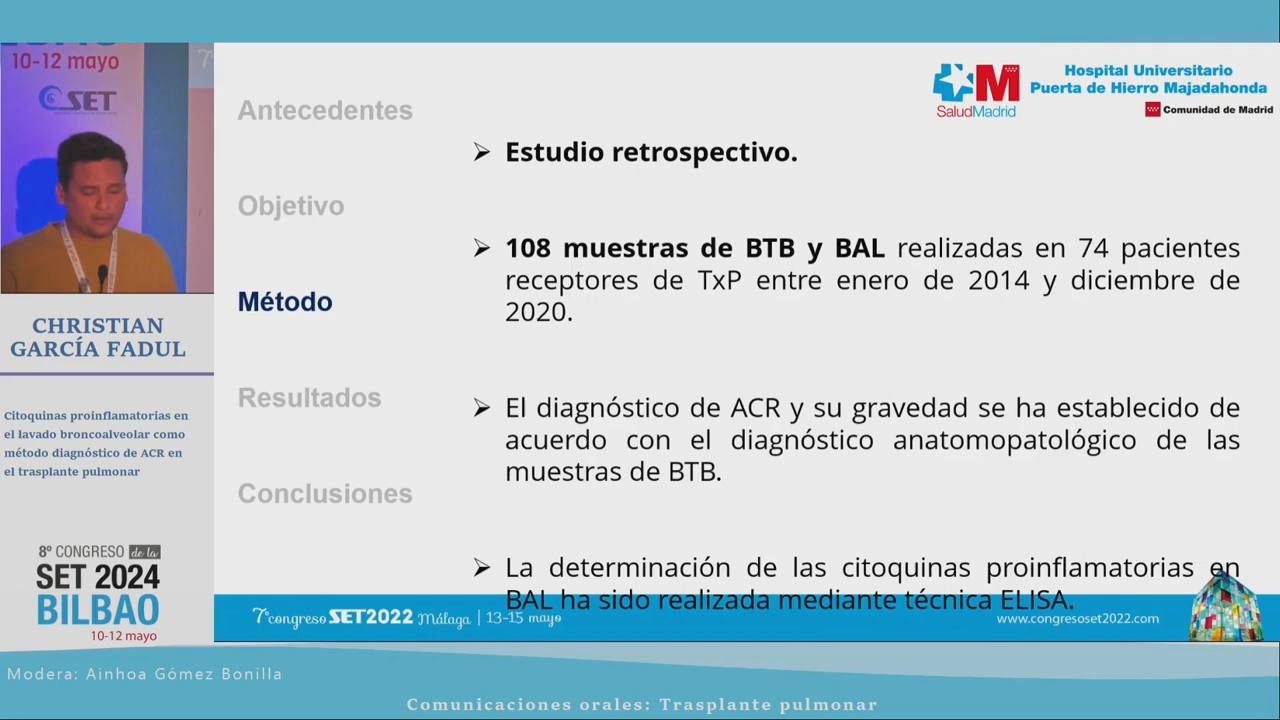 10-12 mayo
SET
CHRISTIAN
GARCÍA FADUL
Citoquinas proinflamatorias en
el lavado broncoalveolar como
método diagnóstico de ACR en
el trasplante pulmonar
8º CONGRESO de la
SET 2024
BILBAO
10-12 mayo
Antecedentes
Objetivo
Método
Resultados
Conclusiones
M
SaludMadrid
Hospital Universitario
Puerta de Hierro Majadahonda
Comunidad de Madrid
➢ Estudio retrospectivo.
➢ 108 muestras de BTB y BAL realizadas en 74 pacientes
receptores de TxP entre enero de 2014 y diciembre de
2020.
➢ El diagnóstico de ACR y su gravedad se ha establecido de
acuerdo con el diagnóstico anatomopatológico de las
muestras de BTB.
➢ La determinación de las citoquinas proinflamatorias en
BAL ha sido realizada mediante técnica ELISA.
7º congreso SET2022 Málaga | 13-15 mayo
www.congresoset2022.com
Modera: Ainhoa Gómez Bonilla
Comunicaciones orales: Trasplante pulmonar